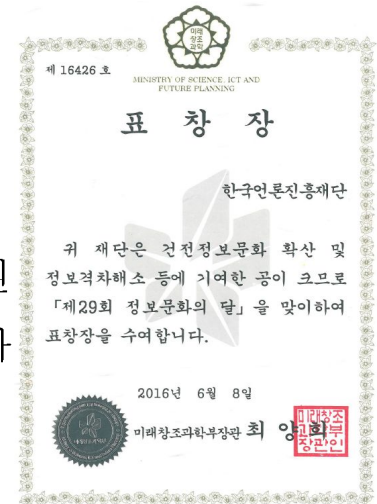 미래
창조
과학
제 16426 호
MINISTRY OF SCIENCE, ICT AND
FUTURE PLANNING
표 창 장
한국언론진흥재단
귀 재단은 건전정보문화 확산 및
정보격차해소 등에 기여한 공이 크므로
「제29회 정보문화의 달」을 맞이하여
표창장을 수여합니다.
2016년 6월 8일
미래창조과학부장관 최 양 희
미래창조
과학부
장관인